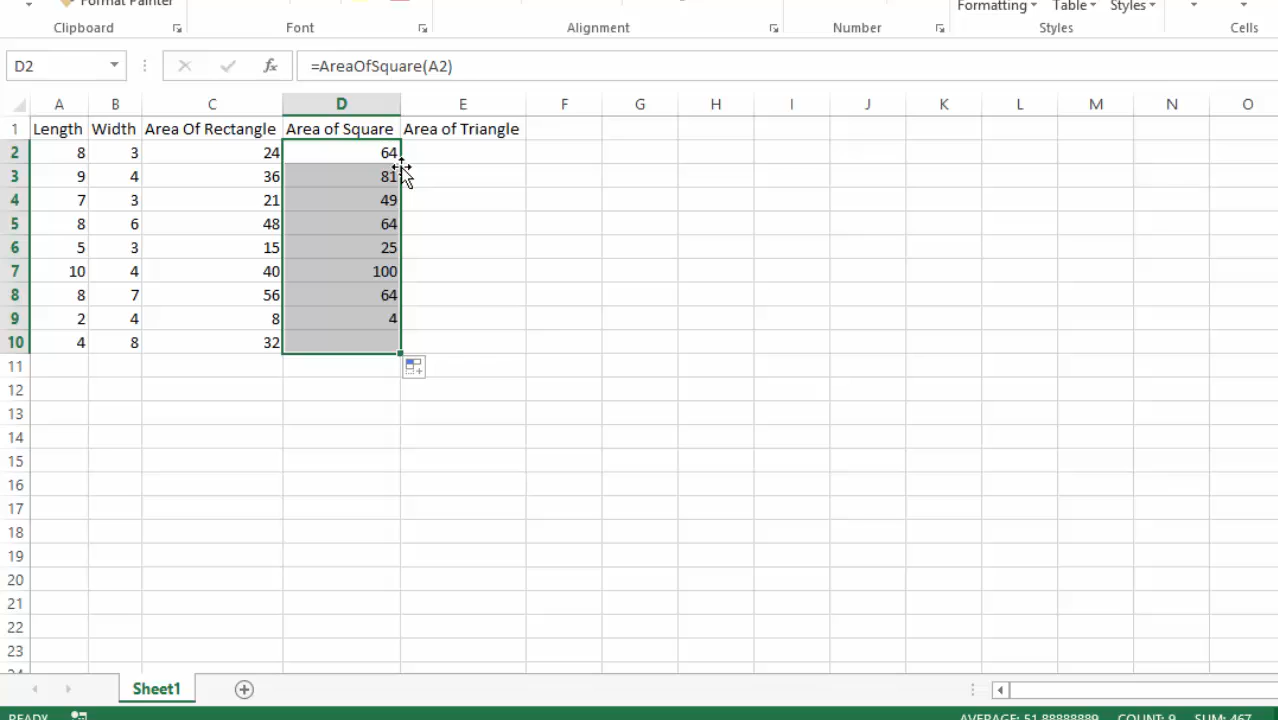 Format Painter
Formatting Table Styles
Clipboard Font Alignment Number Styles Cells
D2 fx =AreaOfSquare(A2)
A B C D E F G H I J K L M N O
1 Length Width Area Of Rectangle Area of Square Area of Triangle
2 8 3 24 64
3 9 4 36 81
4 7 3 21 49
5 8 6 48 64
6 5 3 15 25
7 10 4 40 100
8 8 7 56 64
9 2 4 8 4
10 4 8 32
11
12
13
14
15
16
17
18
19
20
21
22
23
24
Sheet1
READY AVERAGE: 51.88888889 COUNT: 9 SUM: 467